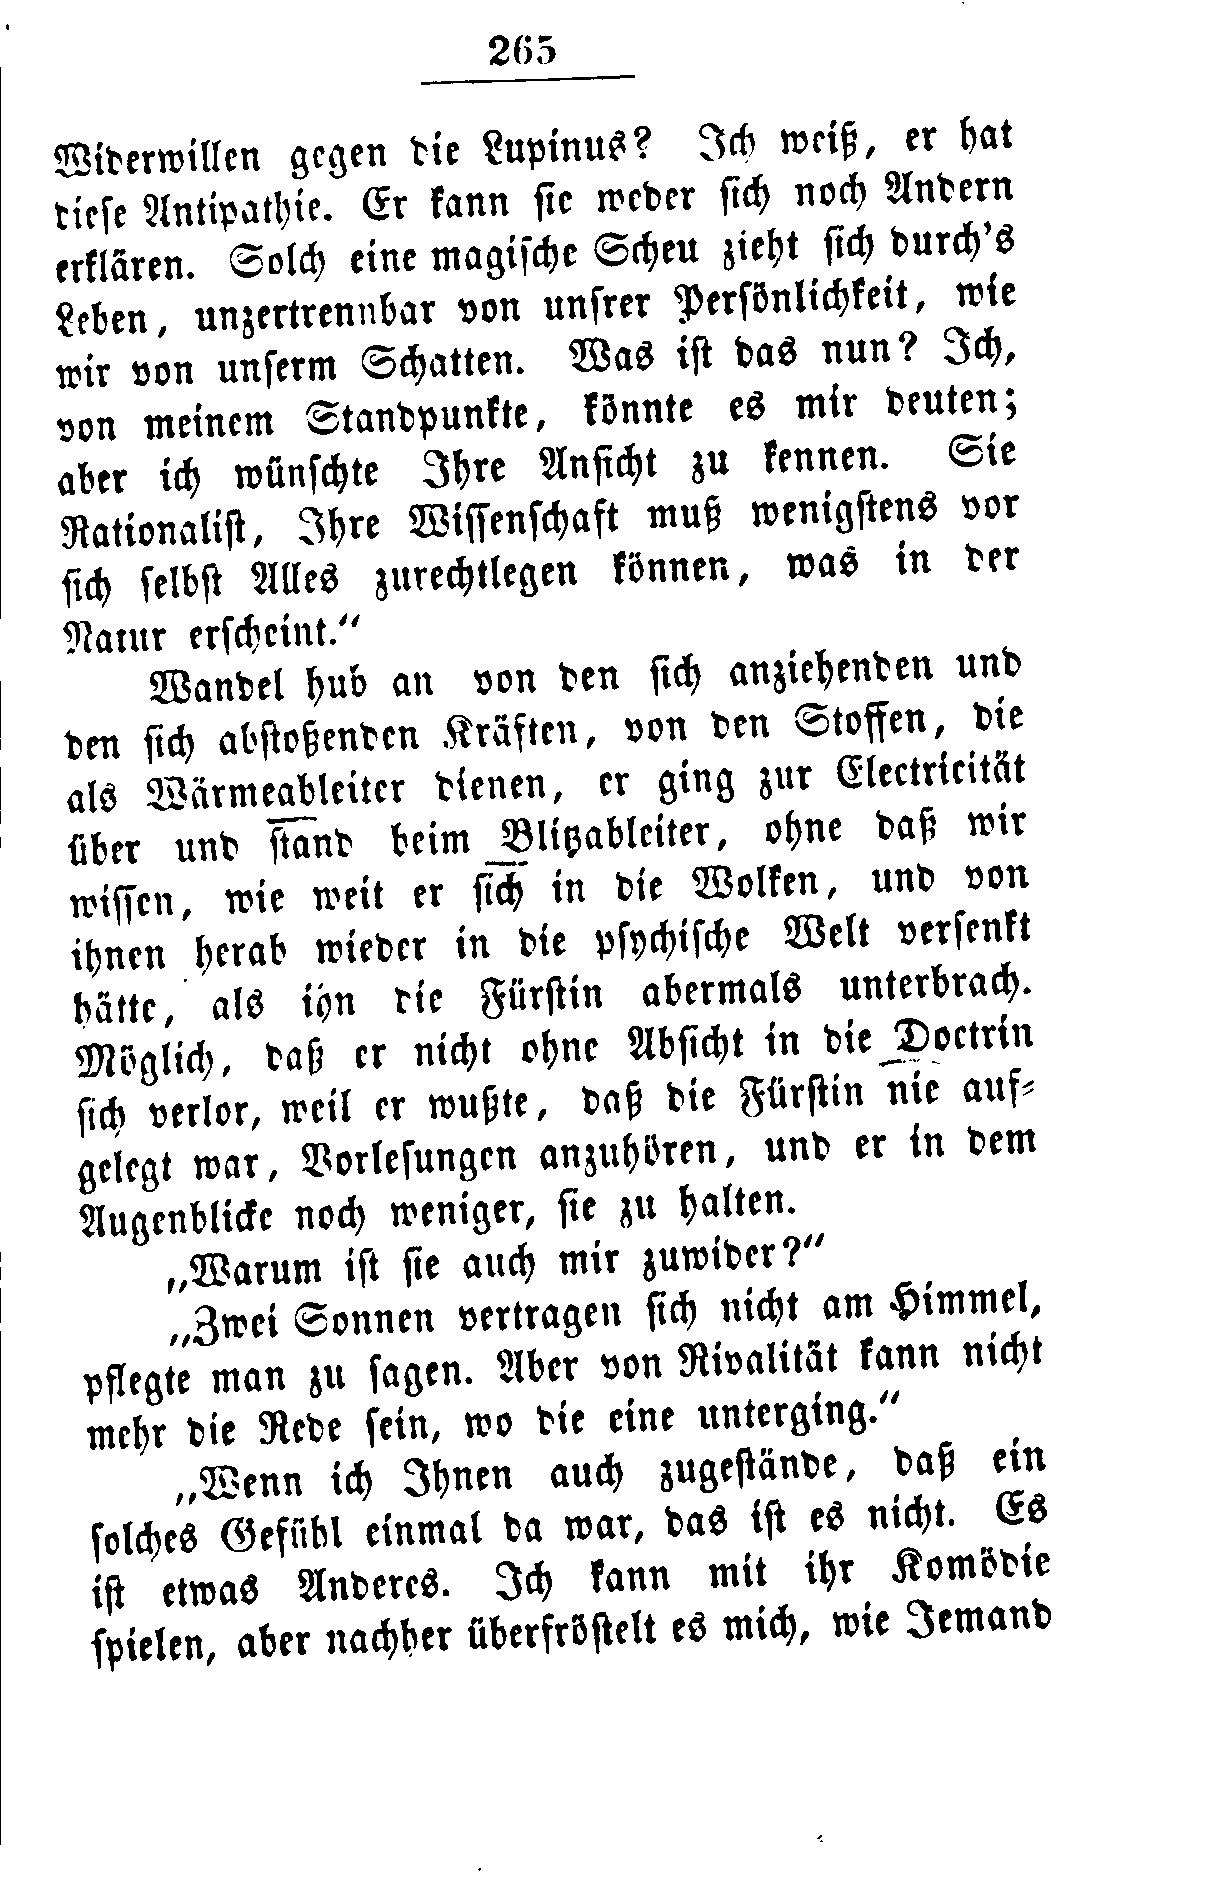 265
Widerwillen gegen die Lupinus? Ich weiß, er hat
diese Antipathie. Er kann sie weder sich noch Andern
erklären. Solch eine magische Scheu zieht sich durch's
Leben, unzertrennbar von unsrer Persönlichkeit, wie
wir von unserm Schatten. Was ist das nun? Ich,
von meinem Standpunkte, könnte es mir deuten;
aber ich wünschte Ihre Ansicht zu kennen. Sie
Rationalist, Ihre Wissenschaft muß wenigstens vor
sich selbst Alles zurechtlegen können, was in der
Natur erscheint.“
Wandel hub an von den sich anziehenden und
den sich abstoßenden Kräften, von den Stoffen, die
als Wärmeableiter dienen, er ging zur Electricität
über und stand beim Blitzableiter, ohne daß wir
wissen, wie weit er sich in die Wolken, und von
ihnen herab wieder in die psychische Welt versenkt
hätte, als ihn die Fürstin abermals unterbrach.
Möglich, daß er nicht ohne Absicht in die Doctrin
sich verlor, weil er wußte, daß die Fürstin nie auf-
gelegt war, Vorlesungen anzuhören, und er in dem
Augenblicke noch weniger, sie zu halten.
„Warum ist sie auch mir zuwider?“
„Zwei Sonnen vertragen sich nicht am Himmel,
pflegte man zu sagen. Aber von Rivalität kann nicht
mehr die Rede sein, wo die eine unterging.“
„Wenn ich Ihnen auch zugestände, daß ein
solches Gefühl einmal da war, das ist es nicht. Es
ist etwas Anderes. Ich kann mit ihr Komödie
spielen, aber nachher überfröstelt es mich, wie Jemand